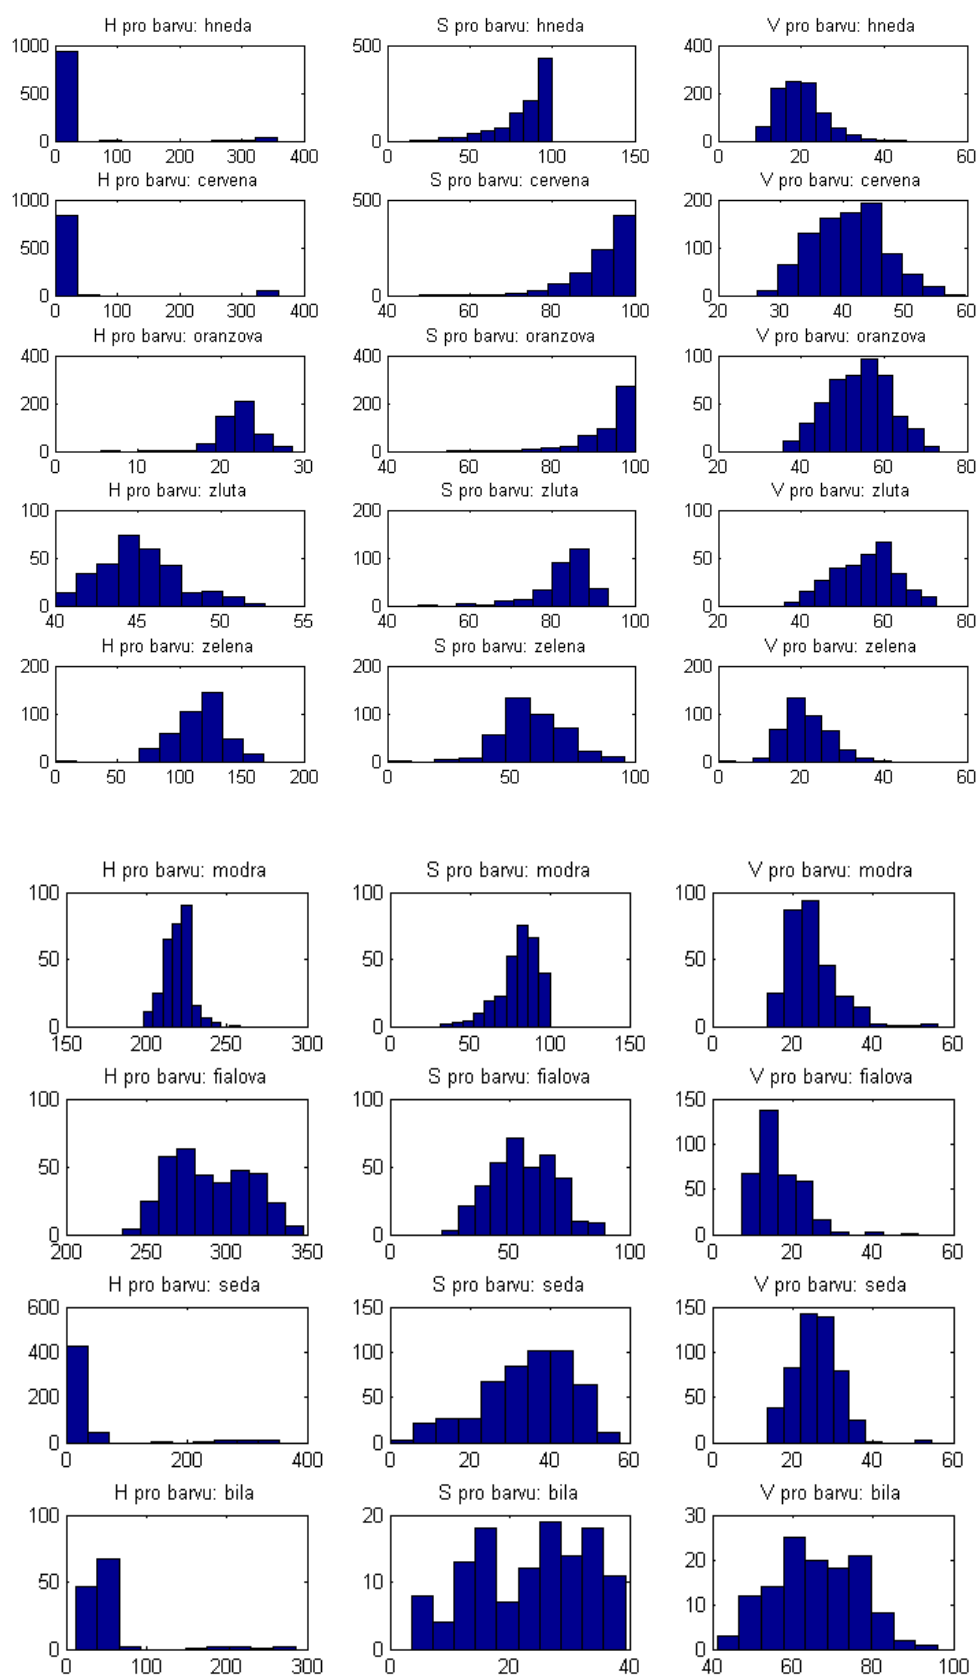 H pro barvu: hneda
S pro barvu: hneda
V pro barvu: hneda
1000 500 400
500 200
0 0 0
0 100 200 300 400 0 50 100 150 0 20 40 60
H pro barvu: cervena
S pro barvu: cervena
V pro barvu: cervena
1000 500 200
500 100
0 0 0
0 100 200 300 400 40 60 80 100 20 30 40 50 60
H pro barvu: oranzova
S pro barvu: oranzova
V pro barvu: oranzova
400 400 100
200 200 50
0 0 0
0 10 20 30 40 60 80 100 20 40 60 80
H pro barvu: zluta
S pro barvu: zluta
V pro barvu: zluta
100 200 100
50 100 50
0 0 0
40 45 50 55 40 60 80 100 20 40 60 80
H pro barvu: zelena
S pro barvu: zelena
V pro barvu: zelena
200 200 200
100 100 100
0 0 0
0 50 100 150 200 0 50 100 0 20 40 60
H pro barvu: modra
S pro barvu: modra
V pro barvu: modra
100 100 100
50 50 50
0 0 0
150 200 250 300 0 50 100 150 0 20 40 60
H pro barvu: fialova
S pro barvu: fialova
V pro barvu: fialova
100 100 150
50 50 100
50
0 0 0
200 250 300 350 0 50 100 0 20 40 60
H pro barvu: seda
S pro barvu: seda
V pro barvu: seda
600 150 150
400 100 100
200 50 50
0 0 0
0 200 400 0 20 40 60 0 20 40 60
H pro barvu: bila
S pro barvu: bila
V pro barvu: bila
100 20 30
20
50 10
10
0 0 0
0 100 200 300 0 20 40 40 60 80 100